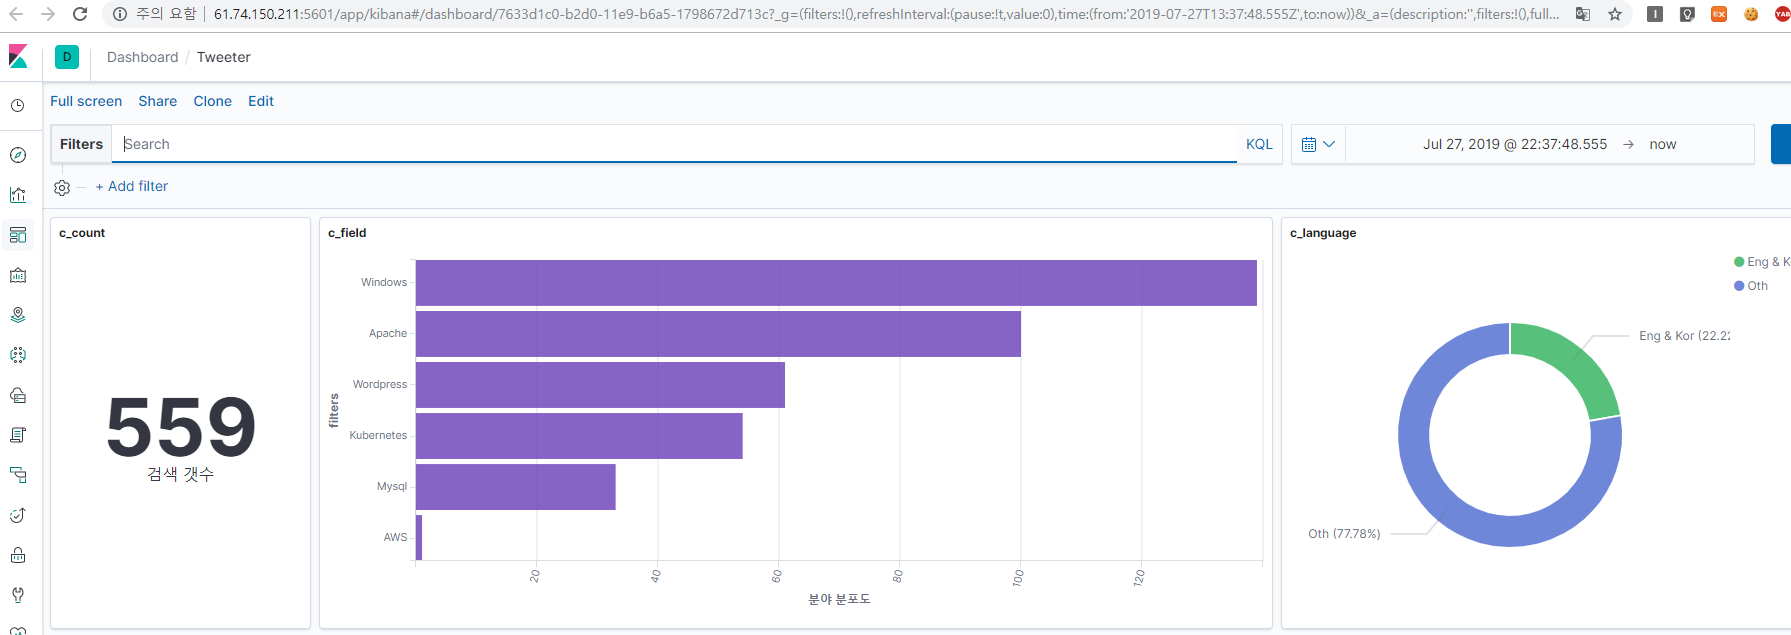 주의 요함 | 61.74.150.211:5601/app/kibana#/dashboard/7633d1c0-b2d0-11e9-b6a5-1798672d713c?_g=(filters:!(),refreshInterval:(pause:!t,value:0),time:(from:'2019-07-27T13:37:48.555Z',to:now))&_a=(description:'',filters:!(),full...
D Dashboard / Tweeter
Full screen Share Clone Edit
Filters Search KQL Jul 27, 2019 @ 22:37:48.555 → now
+ Add filter
c_count
559
검색 갯수
c_field
filters
Windows
Apache
Wordpress
Kubernetes
Mysql
AWS
20 40 60 80 100 120
분야 분포도
c_language
Eng & K
Oth
Eng & Kor (22.22
Oth (77.78%)